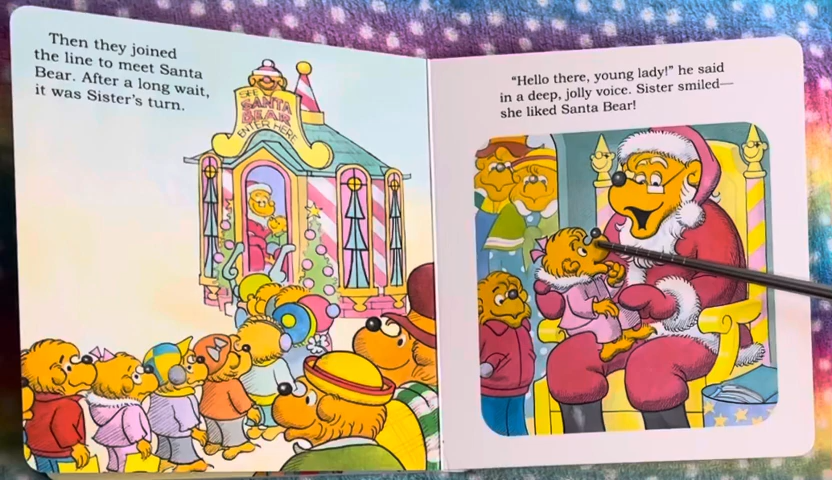 Then they joined
the line to meet Santa
Bear. After a long wait,
it was Sister's turn.
SEE
SANTA
BEAR
ENTER HERE
“Hello there, young lady!” he said
in a deep, jolly voice. Sister smiled—
she liked Santa Bear!